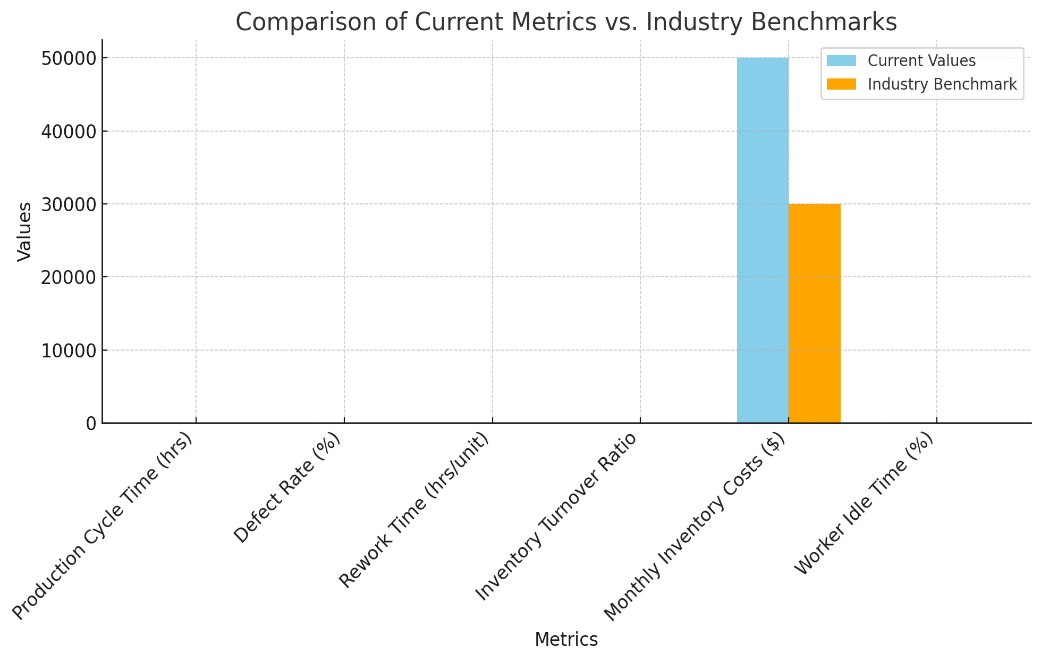 Comparison of Current Metrics vs. Industry Benchmarks
Current Values
Industry Benchmark
Values
50000
40000
30000
20000
10000
0
Production Cycle Time (hrs)
Defect Rate (%)
Rework Time (hrs/unit)
Inventory Turnover Ratio
Monthly Inventory Costs ($)
Worker Idle Time (%)
Metrics